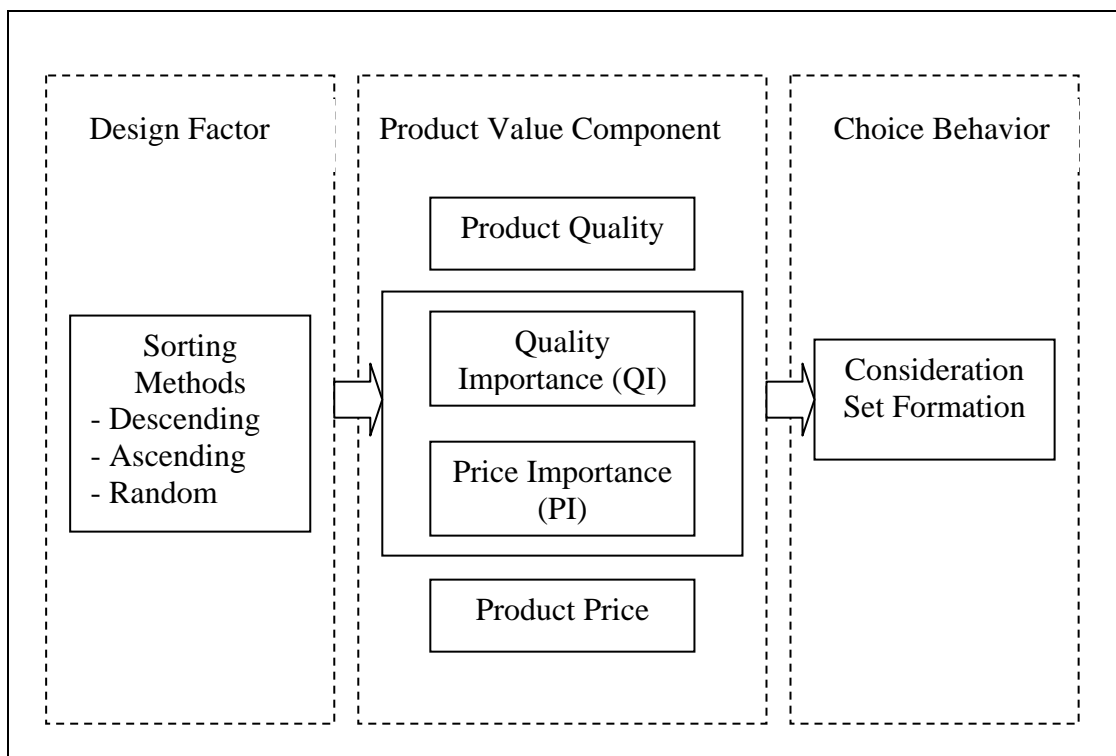 Design Factor
Product Value Component
Choice Behavior
Product Quality
Sorting
Methods
- Descending
- Ascending
- Random
Quality
Importance (QI)
Price Importance
(PI)
Product Price
Consideration
Set Formation